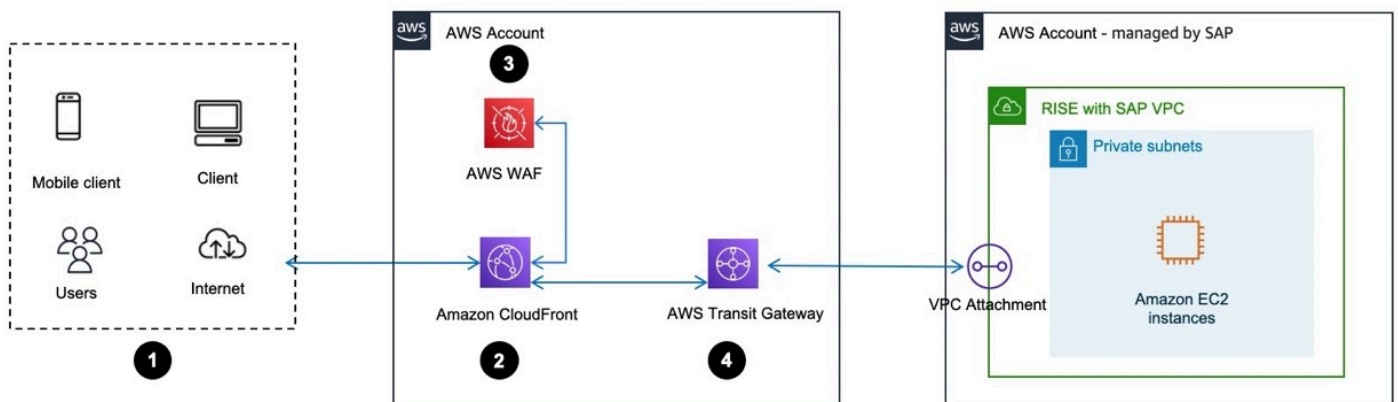 aws
AWS Account
3
AWS WAF
Mobile client
Client
Users
Internet
1
Amazon CloudFront
2
AWS Transit Gateway
4
aws
AWS Account - managed by SAP
RISE with SAP VPC
Private subnets
VPC Attachment
Amazon EC2
instances